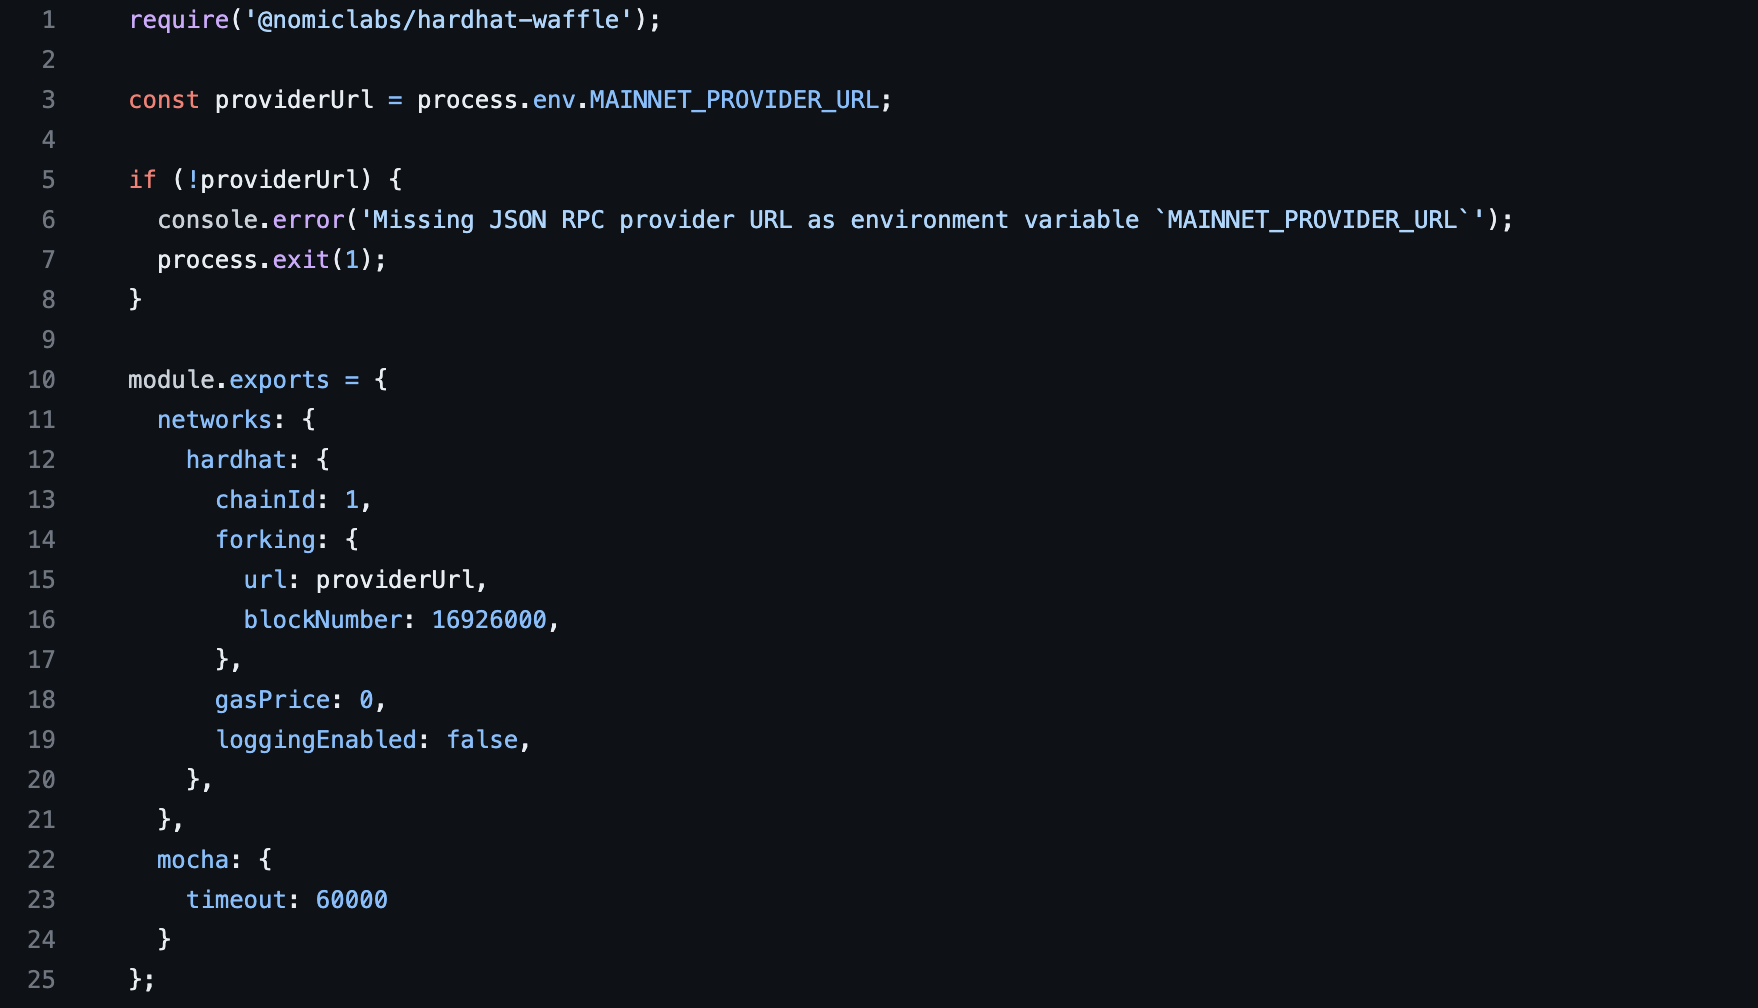 1 require('@nomiclabs/hardhat-waffle');
2
3 const providerUrl = process.env.MAINNET_PROVIDER_URL;
4
5 if (!providerUrl) {
6   console.error('Missing JSON RPC provider URL as environment variable `MAINNET_PROVIDER_URL`');
7   process.exit(1);
8 }
9
10 module.exports = {
11   networks: {
12     hardhat: {
13       chainId: 1,
14       forking: {
15         url: providerUrl,
16         blockNumber: 16926000,
17       },
18       gasPrice: 0,
19       loggingEnabled: false,
20     },
21   },
22   mocha: {
23     timeout: 60000
24   }
25 };